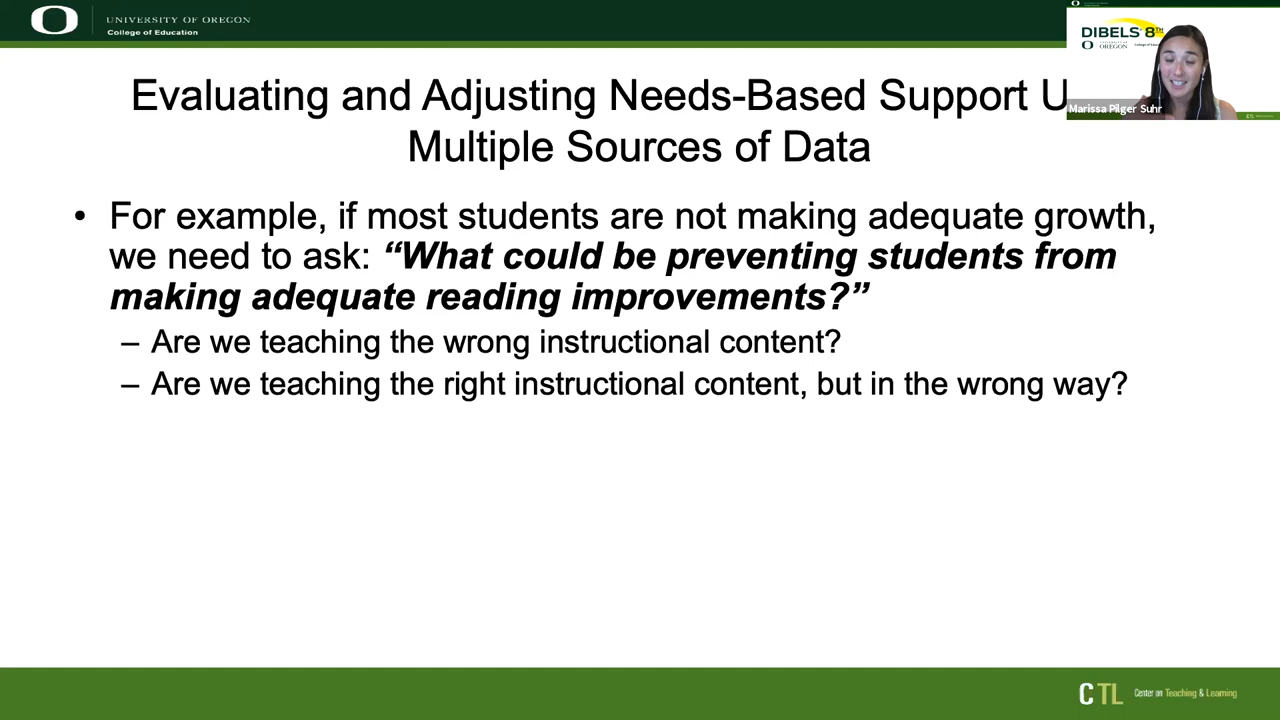 UNIVERSITY OF OREGON
College of Education
DIBELS 8TH
OREGON
Marissa Pilger Suhr
Evaluating and Adjusting Needs-Based Support U
Multiple Sources of Data
• For example, if most students are not making adequate growth,
we need to ask: “What could be preventing students from
making adequate reading improvements?”
– Are we teaching the wrong instructional content?
– Are we teaching the right instructional content, but in the wrong way?
CTL Center on Teaching & Learning